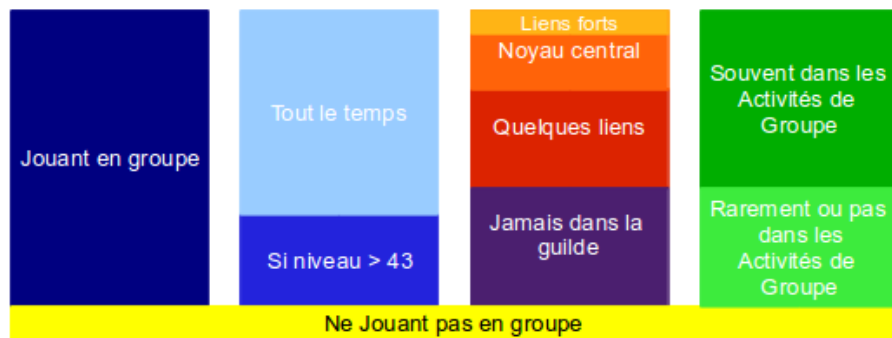 Jouant en groupe
Tout le temps
Si niveau > 43
Liens forts
Noyau central
Quelques liens
Jamais dans la
guilde
Souvent dans les
Activités de
Groupe
Rarement ou pas
dans les
Activités de
Groupe
Ne Jouant pas en groupe